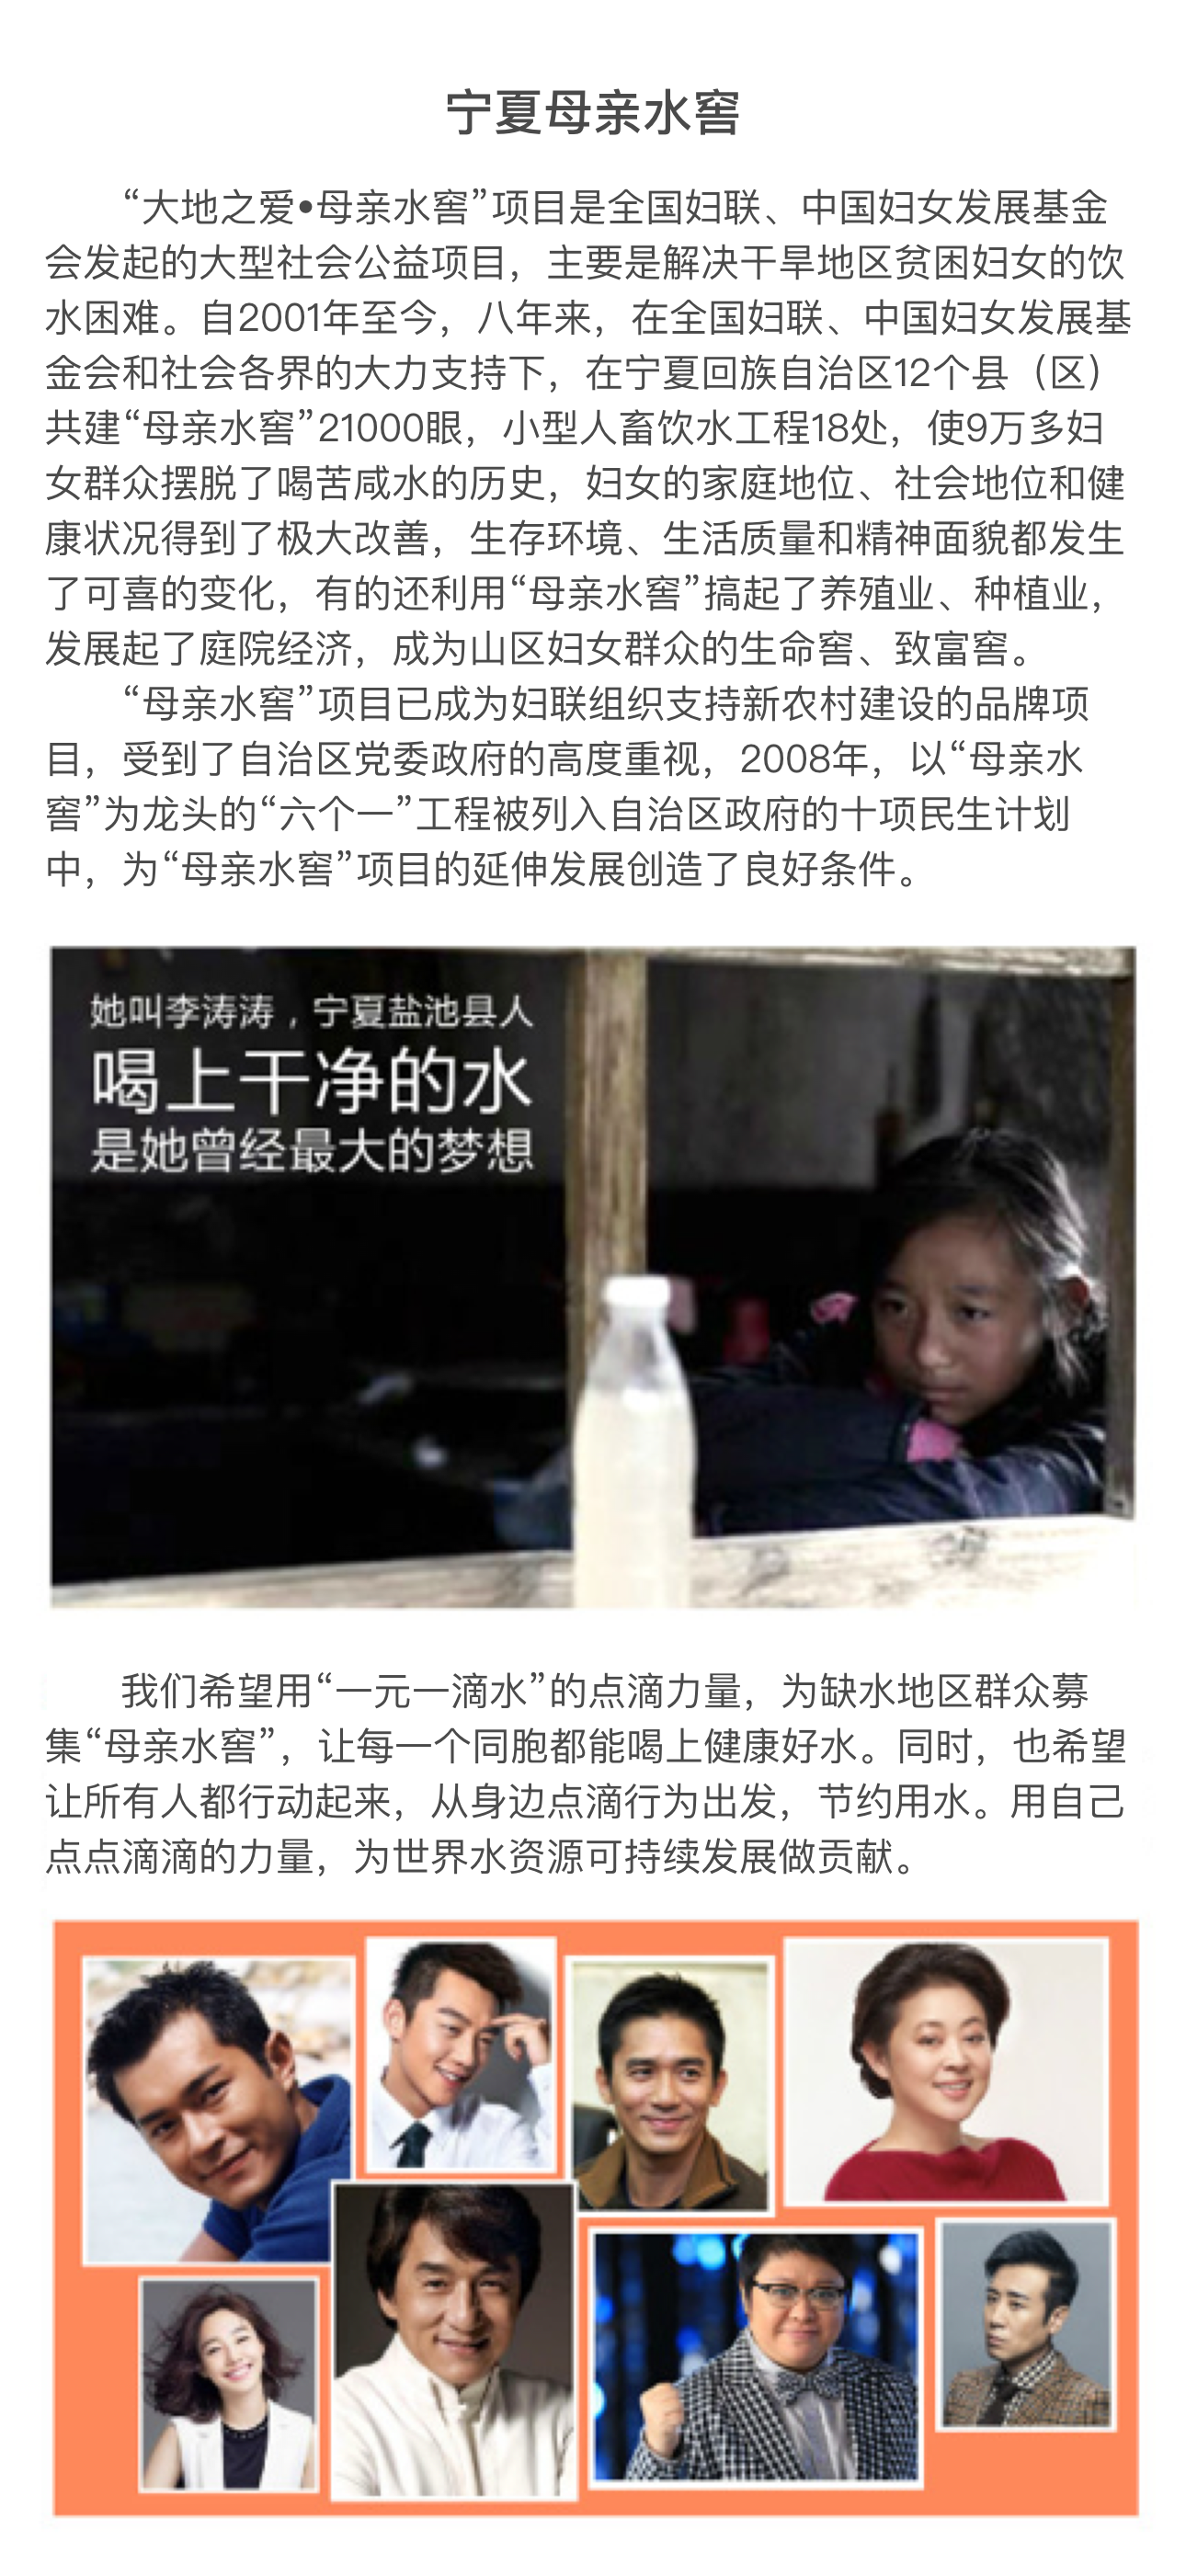 宁夏母亲水窖
“大地之爱•母亲水窖”项目是全国妇联、中国妇女发展基金
会发起的大型社会公益项目，主要是解决干旱地区贫困妇女的饮
水困难。自2001年至今，八年来，在全国妇联、中国妇女发展基
金会和社会各界的大力支持下，在宁夏回族自治区12个县（区）
共建“母亲水窖”21000眼，小型人畜饮水工程18处，使9万多妇
女群众摆脱了喝苦咸水的历史，妇女的家庭地位、社会地位和健
康状况得到了极大改善，生存环境、生活质量和精神面貌都发生
了可喜的变化，有的还利用“母亲水窖”搞起了养殖业、种植业，
发展起了庭院经济，成为山区妇女群众的生命窖、致富窖。
“母亲水窖”项目已成为妇联组织支持新农村建设的品牌项
目，受到了自治区党委政府的高度重视，2008年，以“母亲水
窖”为龙头的“六个一”工程被列入自治区政府的十项民生计划
中，为“母亲水窖”项目的延伸发展创造了良好条件。
她叫李涛涛，宁夏盐池县人
喝上干净的水
是她曾经最大的梦想
我们希望用“一元一滴水”的点滴力量，为缺水地区群众募
集“母亲水窖”，让每一个同胞都能喝上健康好水。同时，也希望
让所有人都行动起来，从身边点滴行为出发，节约用水。用自己
点点滴滴的力量，为世界水资源可持续发展做贡献。